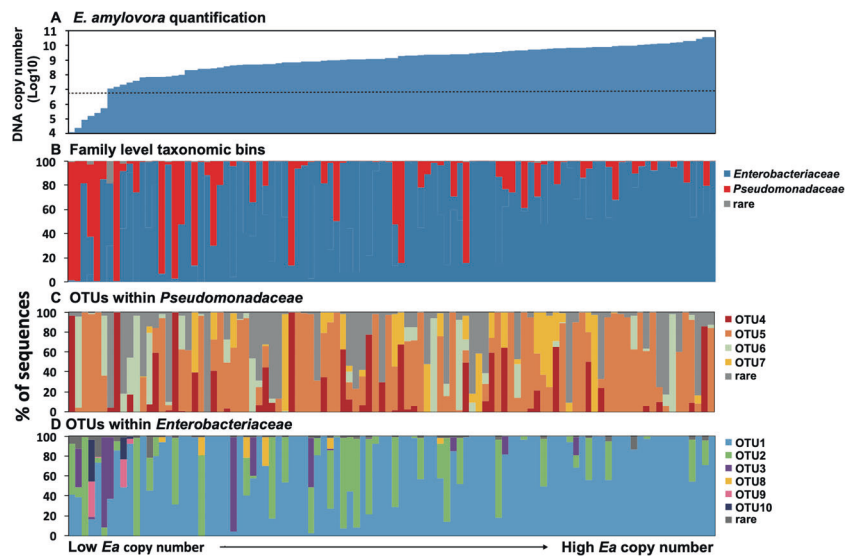 A E. amylovora quantification
DNA copy number
(Log10)
11
10
9
8
7
6
5
4
B Family level taxonomic bins
100
80
60
40
20
0
Enterobacteriaceae
Pseudomonadaceae
rare
% of sequences
C OTUs within Pseudomonadaceae
100
80
60
40
20
0
OTU4
OTU5
OTU6
OTU7
rare
D OTUs within Enterobacteriaceae
100
80
60
40
20
0
OTU1
OTU2
OTU3
OTU8
OTU9
OTU10
rare
Low Ea copy number
High Ea copy number